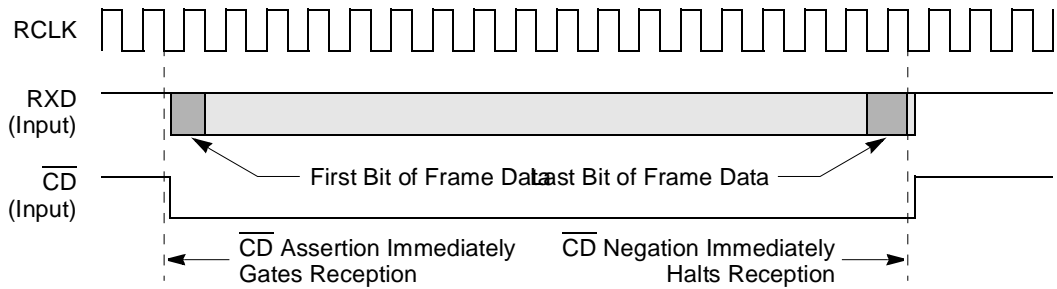 RCLK
RXD
(Input)
First Bit of Frame Data
Last Bit of Frame Data
CD
(Input)
CD Assertion Immediately
Gates Reception
CD Negation Immediately
Halts Reception